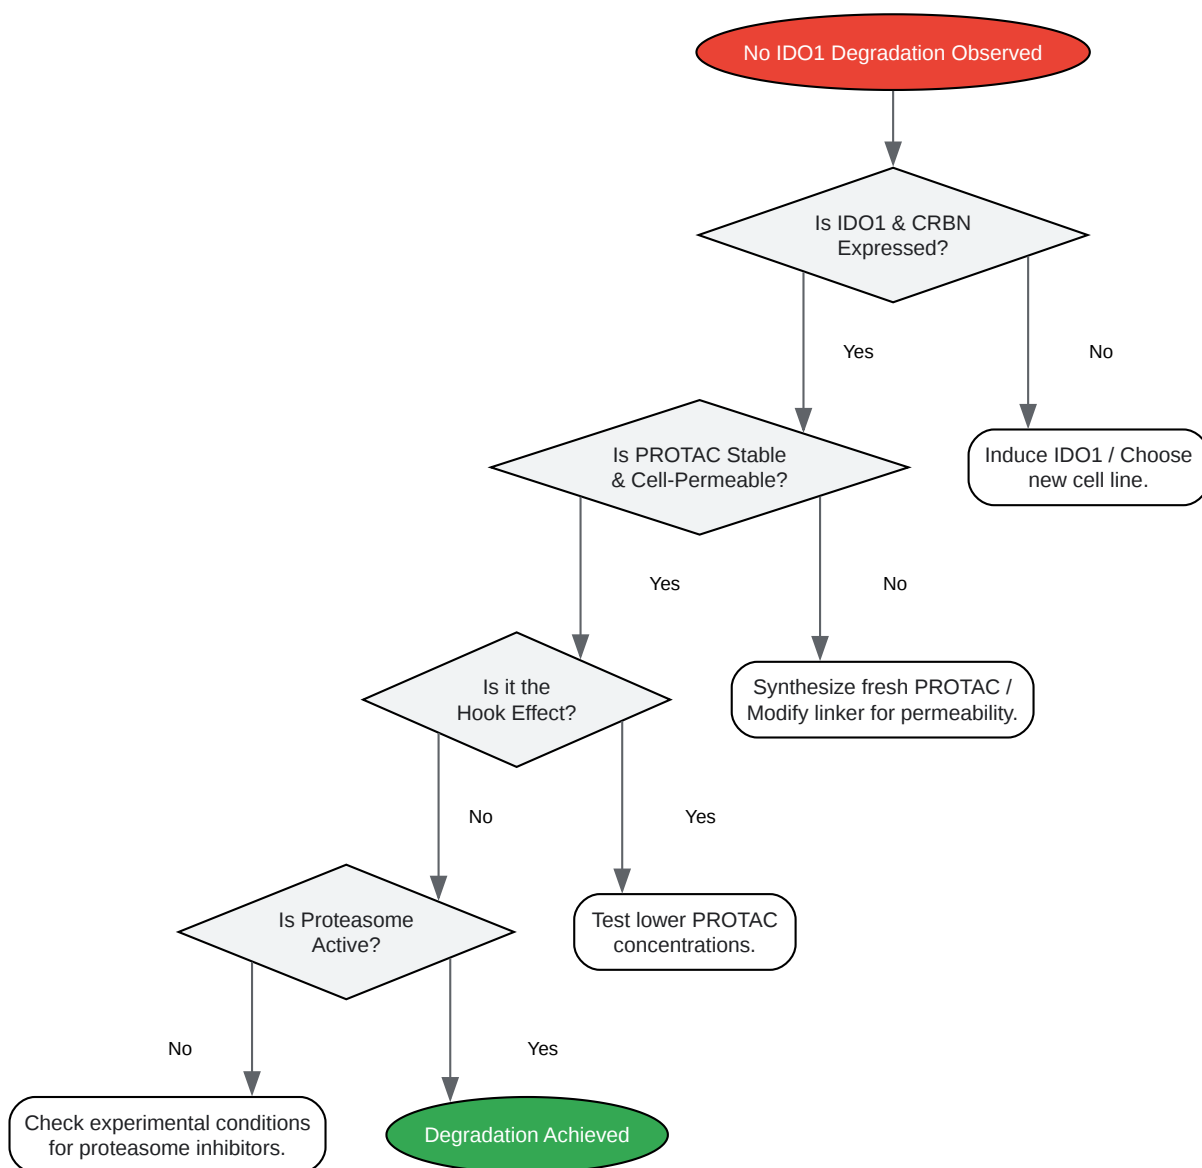 No IDO1 Degradation Observed
Is IDO1 & CRBN
Expressed?
Yes
No
Is PROTAC Stable
& Cell-Permeable?
Induce IDO1 / Choose
new cell line.
Yes
No
Is it the
Hook Effect?
Synthesize fresh PROTAC /
Modify linker for permeability.
No
Yes
Is Proteasome
Active?
Test lower PROTAC
concentrations.
No
Yes
Check experimental conditions
for proteasome inhibitors.
Degradation Achieved